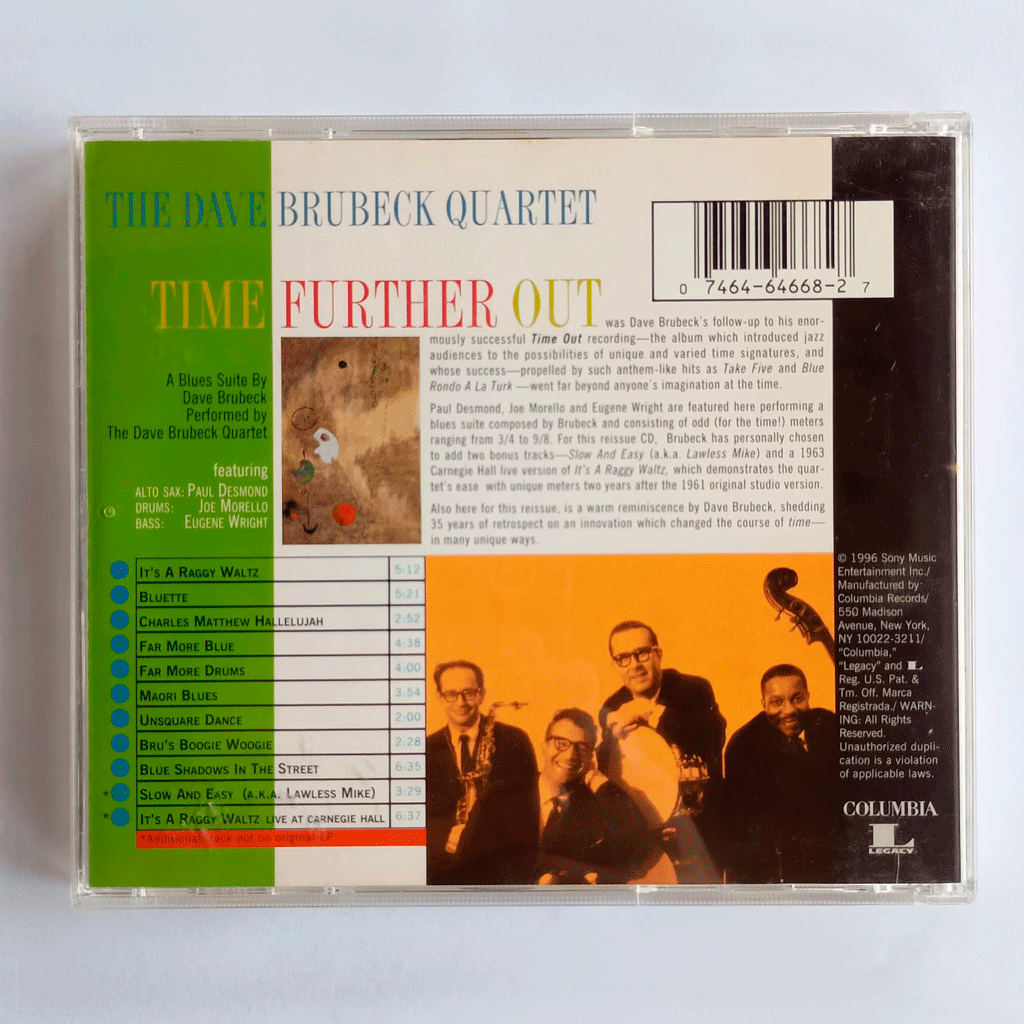 THE DAVE BRUBECK QUARTET
0 7464-64668-2 7
TIME FURTHER OUT
was Dave Brubeck's follow-up to his enor-
mously successful Time Out recording—the album which introduced jazz
audiences to the possibilities of unique and varied time signatures, and
whose success—propelled by such anthem-like hits as Take Five and Blue
Rondo A La Turk —went far beyond anyone's imagination at the time.
Paul Desmond, Joe Morello and Eugene Wright are featured here performing a
blues suite composed by Brubeck and consisting of odd (for the time!) meters
ranging from 3/4 to 9/8. For this reissue CD, Brubeck has personally chosen
to add two bonus tracks—Slow And Easy (a.k.a. Lawless Mike) and a 1963
Carnegie Hall live version of It's A Raggy Waltz, which demonstrates the quar-
tet's ease with unique meters two years after the 1961 original studio version.
Also here for this reissue, is a warm reminiscence by Dave Brubeck, shedding
35 years of retrospect on an innovation which changed the course of time—
in many unique ways.
A Blues Suite By
Dave Brubeck
Performed by
The Dave Brubeck Quartet
featuring
ALTO SAX: PAUL DESMOND
DRUMS: JOE MORELLO
BASS: EUGENE WRIGHT
IT'S A RAGGY WALTZ 5:12
BLUETTE 5:21
CHARLES MATTHEW HALLELUJAH 2:52
FAR MORE BLUE 4:38
FAR MORE DRUMS 4:00
MAORI BLUES 3:54
UNSQUARE DANCE 2:00
BRU'S BOOGIE WOOGIE 2:28
BLUE SHADOWS IN THE STREET 6:35
* SLOW AND EASY (A.K.A. LAWLESS MIKE) 3:29
* IT'S A RAGGY WALTZ LIVE AT CARNEGIE HALL 6:37
*Additional track not on original LP
© 1996 Sony Music
Entertainment Inc./
Manufactured by
Columbia Records/
550 Madison
Avenue, New York,
NY 10022-3211/
"Columbia,"
"Legacy" and L
Reg. U.S. Pat. &
Tm. Off. Marca
Registrada./ WARN-
ING: All Rights
Reserved.
Unauthorized dupli-
cation is a violation
of applicable laws.
COLUMBIA
L
LEGACY